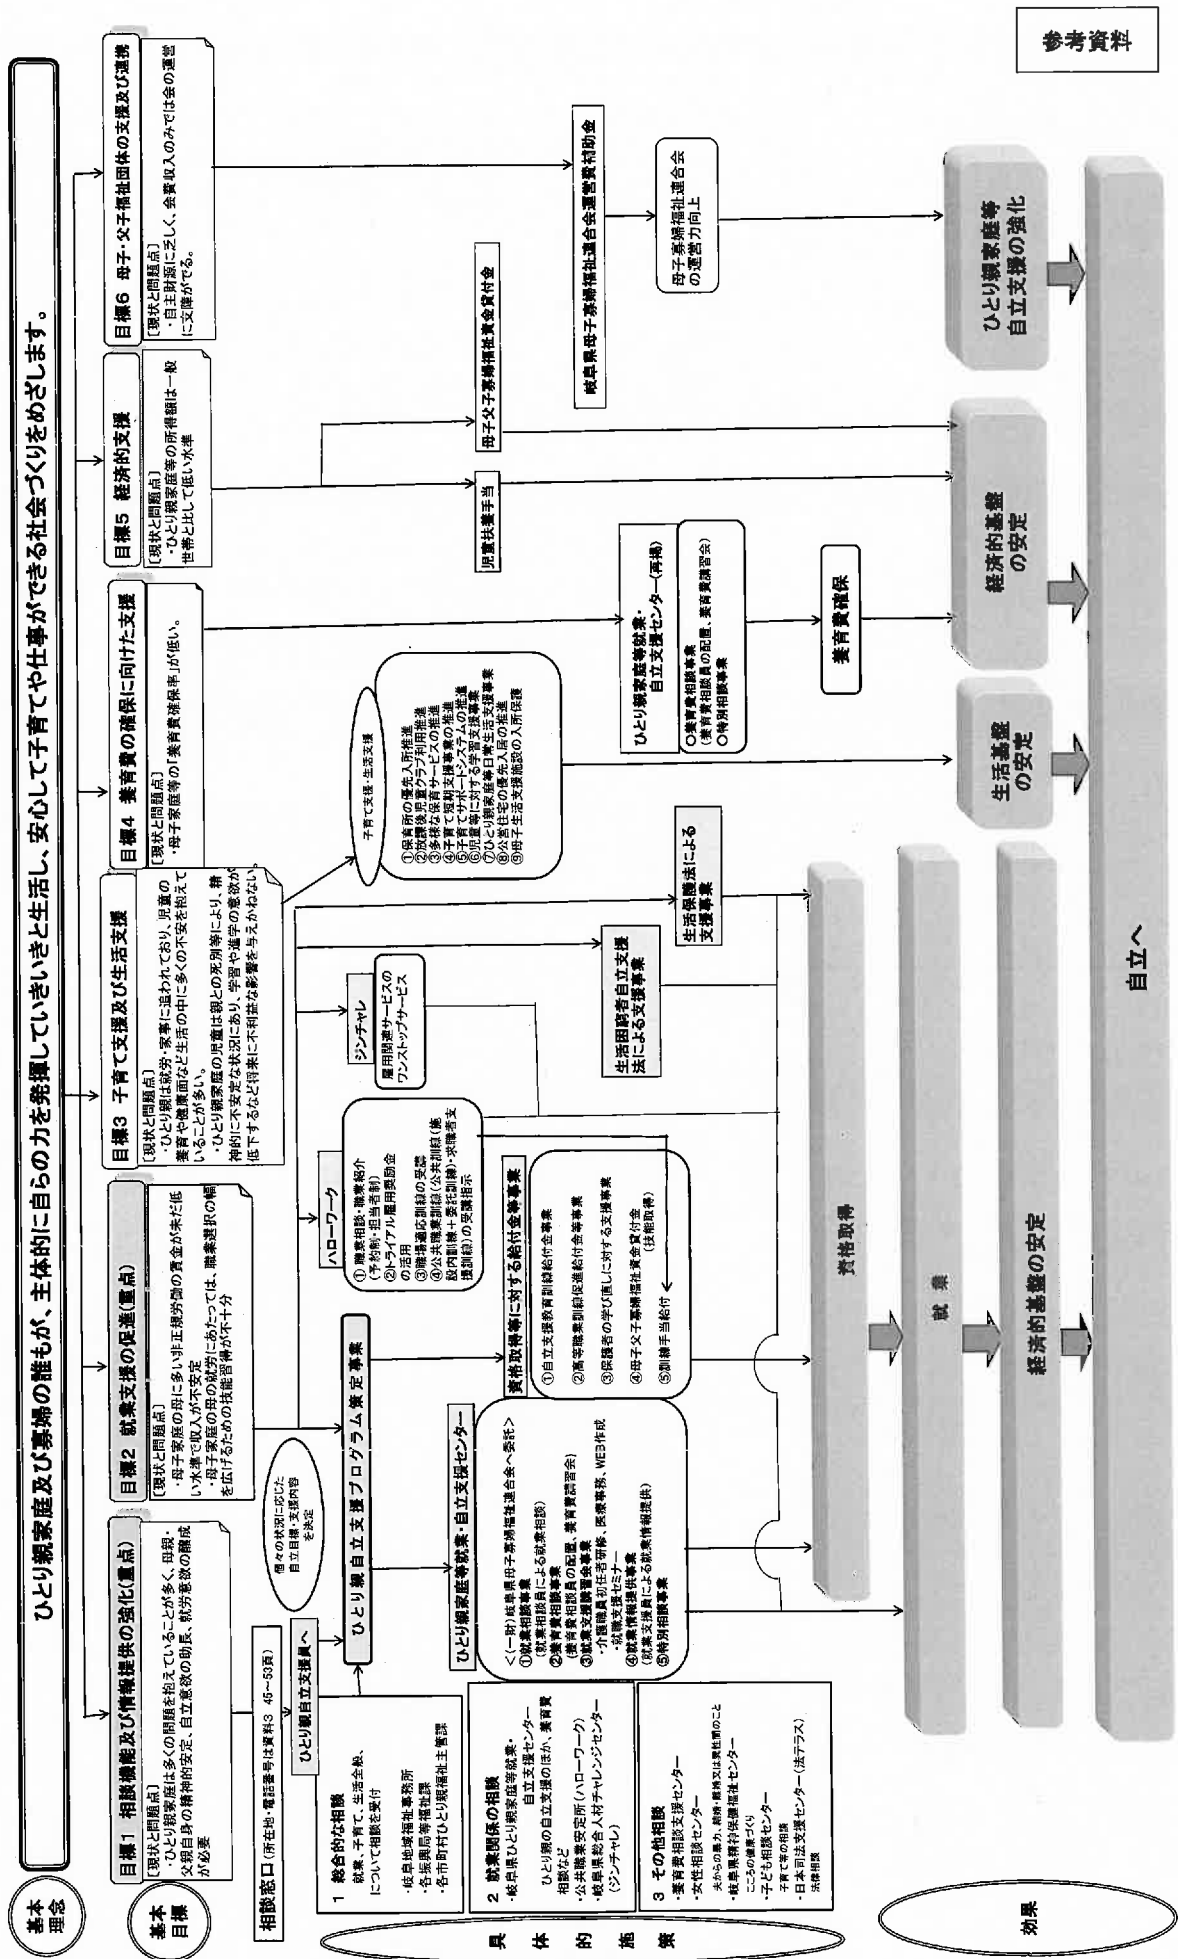 参考資料
基本
理念
ひとり親家庭及び寡婦の誰もが、主体的に自らの力を発揮していきいきと生活し、安心して子育てや仕事ができる社会づくりをめざします。
基本
目標
目標1 相談機能及び情報提供の強化(重点)
[現状と問題点]
・ひとり親家庭は多くの問題を抱えていることが多く、母親・
父親自身の精神的安定、自立意欲の助長、就労意欲の醸成
が必要
目標2 就業支援の促進(重点)
[現状と問題点]
・母子家庭の母に多い非正規労働の賃金が未だ低
い水準で収入が不安定
・母子家庭の母の就労にあたっては、職業選択の幅
を広げるための技能習得が不十分
目標3 子育て支援及び生活支援
[現状と問題点]
・ひとり親は就労・家事に追われており、児童の
養育や健康面など生活の中に多くの不安を抱えて
いることが多い。
・ひとり親家庭の児童は親との死別等により、精
神的に不安定な状況にあり、学習や進学の意欲が
低下するなど将来に不利益な影響を与えかねない。
目標4 養育費の確保に向けた支援
[現状と問題点]
・母子家庭等の「養育費確保率」が低い。
目標5 経済的支援
[現状と問題点]
・ひとり親家庭等の所得額は一般
世帯と比して低い水準
目標6 母子・父子福祉団体の支援及び連携
[現状と問題点]
・自主財源に乏しく、会費収入のみでは会の運営
に支障がでる。
具体的施策
相談窓口(所在地・電話番号は資料3 45~53頁)
ひとり親自立支援員へ
1 総合的な相談
就業、子育て、生活全般、
について相談を受付
・岐阜地域福祉事務所
・各振興局等福祉課
・各市町村ひとり親福祉主管課
2 就業関係の相談
・岐阜県ひとり親家庭等就業・
自立支援センター
ひとり親の自立支援のほか、養育費
相談など
・公共職業安定所(ハローワーク)
・岐阜県総合人材チャレンジセンター
(ジンチャレ)
3 その他相談
・養育費相談支援センター
・女性相談センター
夫からの暴力、結婚・離婚又は異性間のこと
・岐阜県精神保健福祉センター
こころの健康づくり
・子ども相談センター
子育て等の相談
・日本司法支援センター(法テラス)
法律相談
個々の状況に応じた
自立目標・支援内容
を決定
ひとり親自立支援プログラム策定事業
ひとり親家庭等就業・自立支援センター
<(一財)岐阜県母子寡婦福祉連合会へ委託>
①就業相談事業
(就業相談員による就業相談)
②養育費相談事業
(養育費相談員の配置、養育費講習会)
③就業支援講習会事業
・介護職員初任者研修、医療事務、WEB作成
・就職支援セミナー
④就業情報提供事業
(就業支援員による就業情報提供)
⑤特別相談事業
ハローワーク
① 職業相談・職業紹介
(予約制・担当者制)
②トライアル雇用奨励金
の活用
③職場適応訓練の受講
④公共職業訓練(公共訓練(施
設内訓練+委託訓練)・求職者支
援訓練)の受講指示
資格取得等に対する給付金等事業
①自立支援教育訓練給付金事業
②高等職業訓練促進給付金等事業
③保護者の学び直しに対する支援事業
④母子父子寡婦福祉資金貸付金
(技能取得)
⑤訓練手当給付
ジンチャレ
雇用関連サービスの
ワンストップサービス
生活困窮者自立支援
法による支援事業
生活保護法による
支援事業
子育て支援・生活支援
①保育所の優先入所推進
②放課後児童クラブ利用推進
③多様な保育サービスの推進
④子育て短期支援事業の推進
⑤子育てサポートシステムの推進
⑥児童等に対する学習支援事業
⑦ひとり親家庭等日常生活支援事業
⑧公営住宅の優先入居の推進
⑨母子生活支援施設の入所保護
ひとり親家庭等就業・
自立支援センター(再掲)
○養育費相談事業
(養育費相談員の配置、養育費講習会)
○特別相談事業
養育費確保
児童扶養手当
母子父子寡婦福祉資金貸付金
岐阜県母子寡婦福祉連合会運営費補助金
母子寡婦福祉連合会
の運営力向上
効果
資格取得
就業
経済的基盤の安定
生活基盤
の安定
経済的基盤
の安定
ひとり親家庭等
自立支援の強化
自立へ